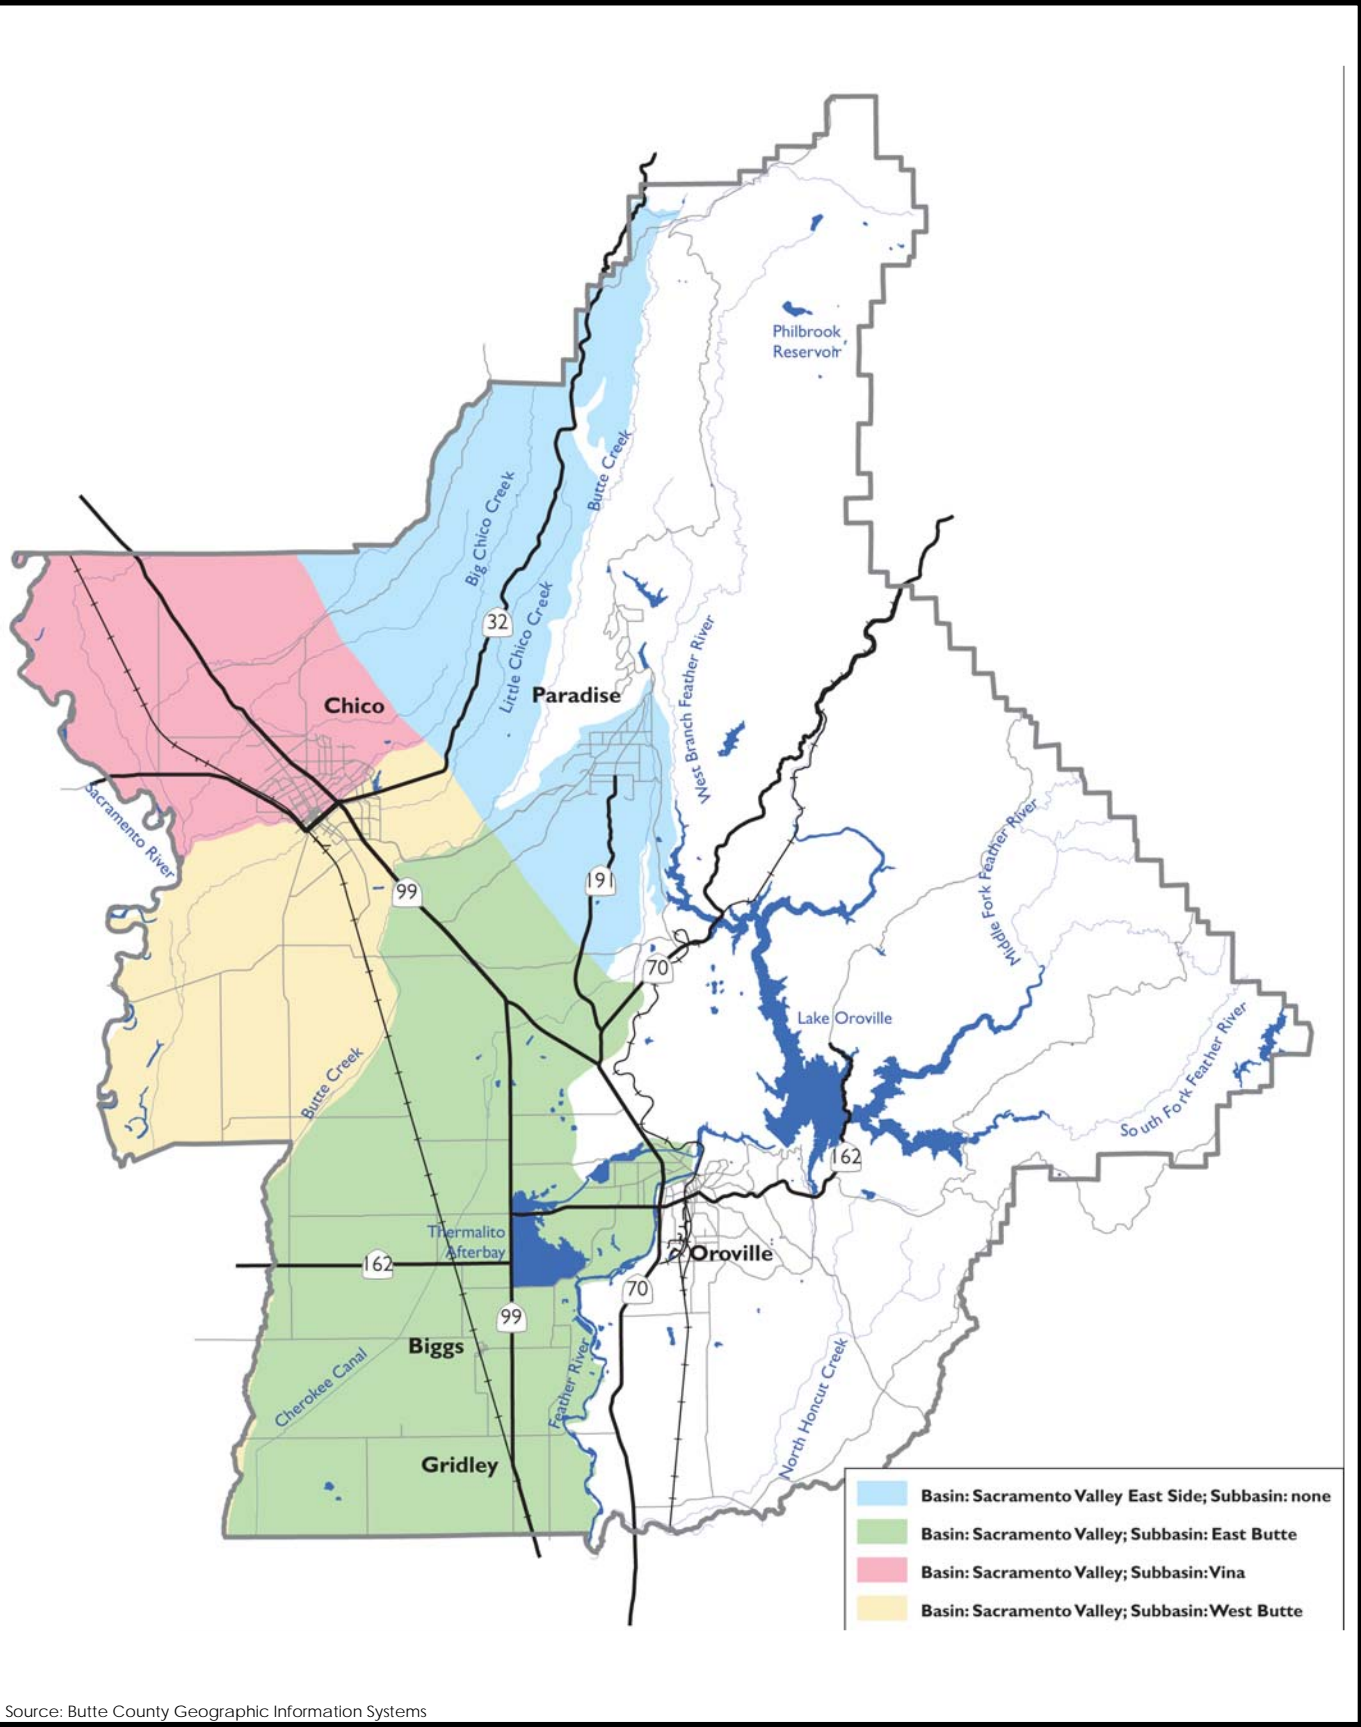 Philbrook
Reservoir
Butte Creek
Big Chico Creek
32
Little Chico Creek
Paradise
West Branch Feather River
Chico
Sacramento River
Middle Fork Feather River
191
99
70
Lake Oroville
South Fork Feather River
Butte Creek
162
Thermalito
Afterbay
Oroville
162
70
99
Biggs
Feather River
Cherokee Canal
North Honcut Creek
Gridley
Basin: Sacramento Valley East Side; Subbasin: none
Basin: Sacramento Valley; Subbasin: East Butte
Basin: Sacramento Valley; Subbasin: Vina
Basin: Sacramento Valley; Subbasin: West Butte
Source: Butte County Geographic Information Systems